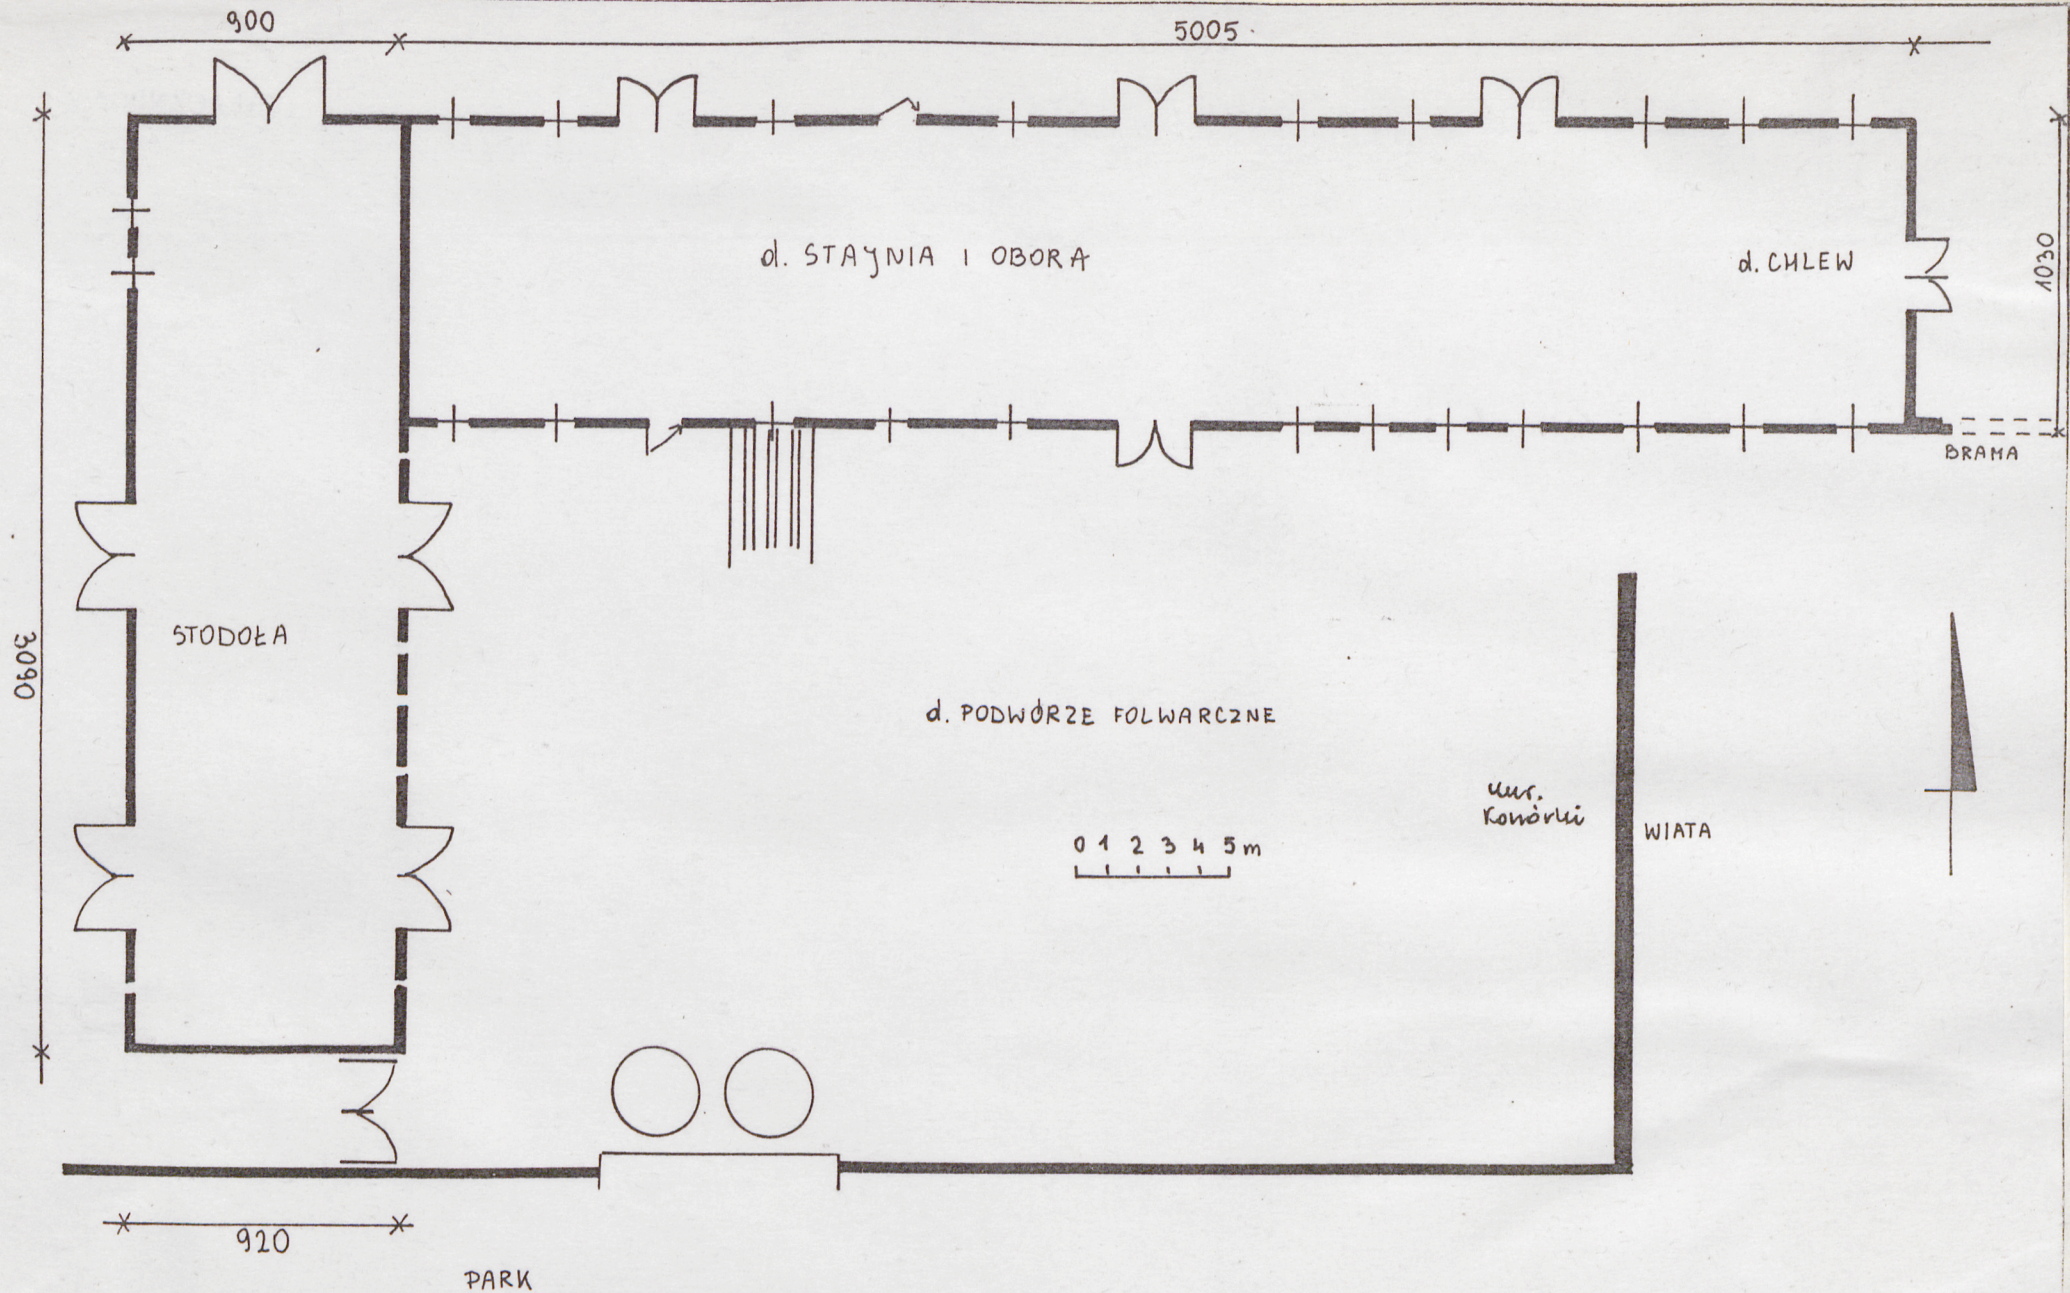 900
5005
d. STAJNIA I OBORA
d. CHLEW
1030
BRAMA
STODOŁA
3090
d. PODWÓRZE FOLWARCZNE
komórki
WIATA
0 1 2 3 4 5 m
920
PARK